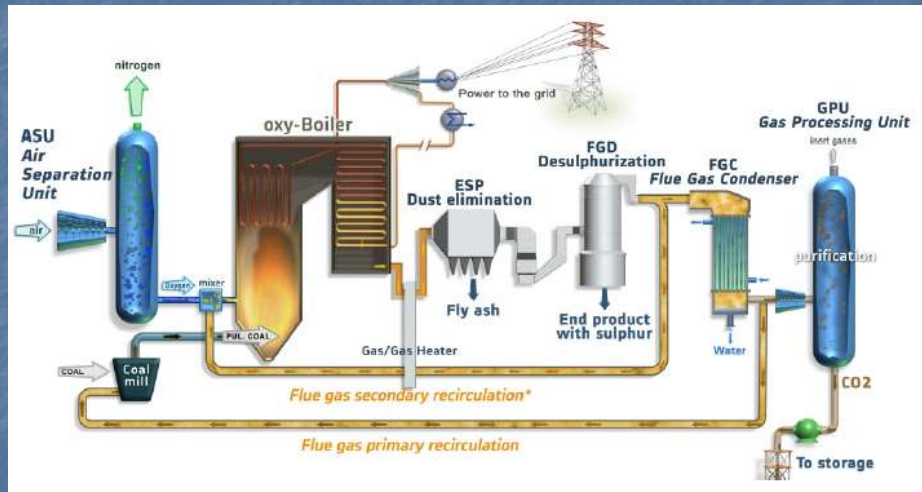 nitrogen
ASU
Air
Separation
Unit
air
Oxygen
mixer
COAL
Coal
mill
PUL. COAL
oxy-Boiler
Power to the grid
Gas/Gas Heater
ESP
Dust elimination
Fly ash
FGD
Desulphurization
End product
with sulphur
FGC
Flue Gas Condenser
Water
GPU
Gas Processing Unit
inert gases
purification
CO2
To storage
Flue gas secondary recirculation*
Flue gas primary recirculation